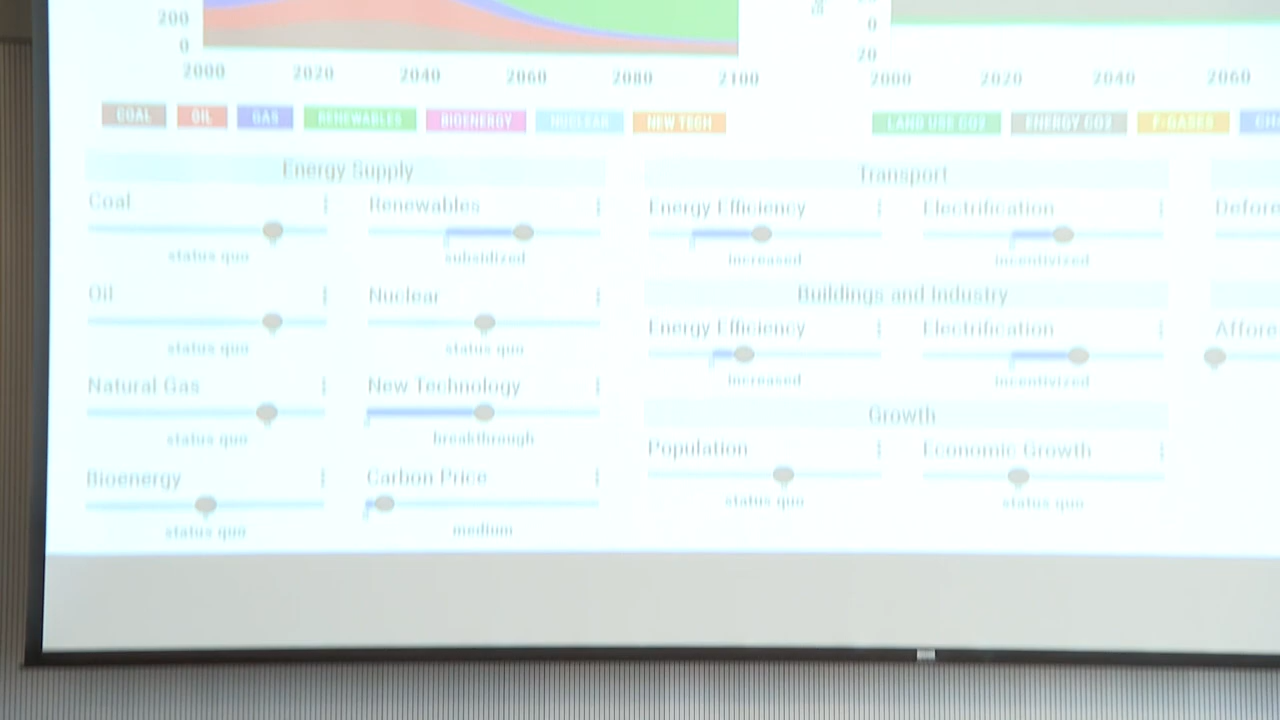 200
0
2000 2020 2040 2060 2080 2100
0
20
2000 2020 2040 2060
COAL OIL GAS RENEWABLES BIOENERGY NUCLEAR NEW TECH
LAND USE CO2 ENERGY CO2 F-GASES
Energy Supply
Coal
status quo
Renewables
subsidized
Oil
status quo
Nuclear
status quo
Natural Gas
status quo
New Technology
breakthrough
Bioenergy
status quo
Carbon Price
medium
Transport
Energy Efficiency
increased
Electrification
incentivized
Buildings and Industry
Energy Efficiency
increased
Electrification
incentivized
Growth
Population
status quo
Economic Growth
status quo
Defore
Affore